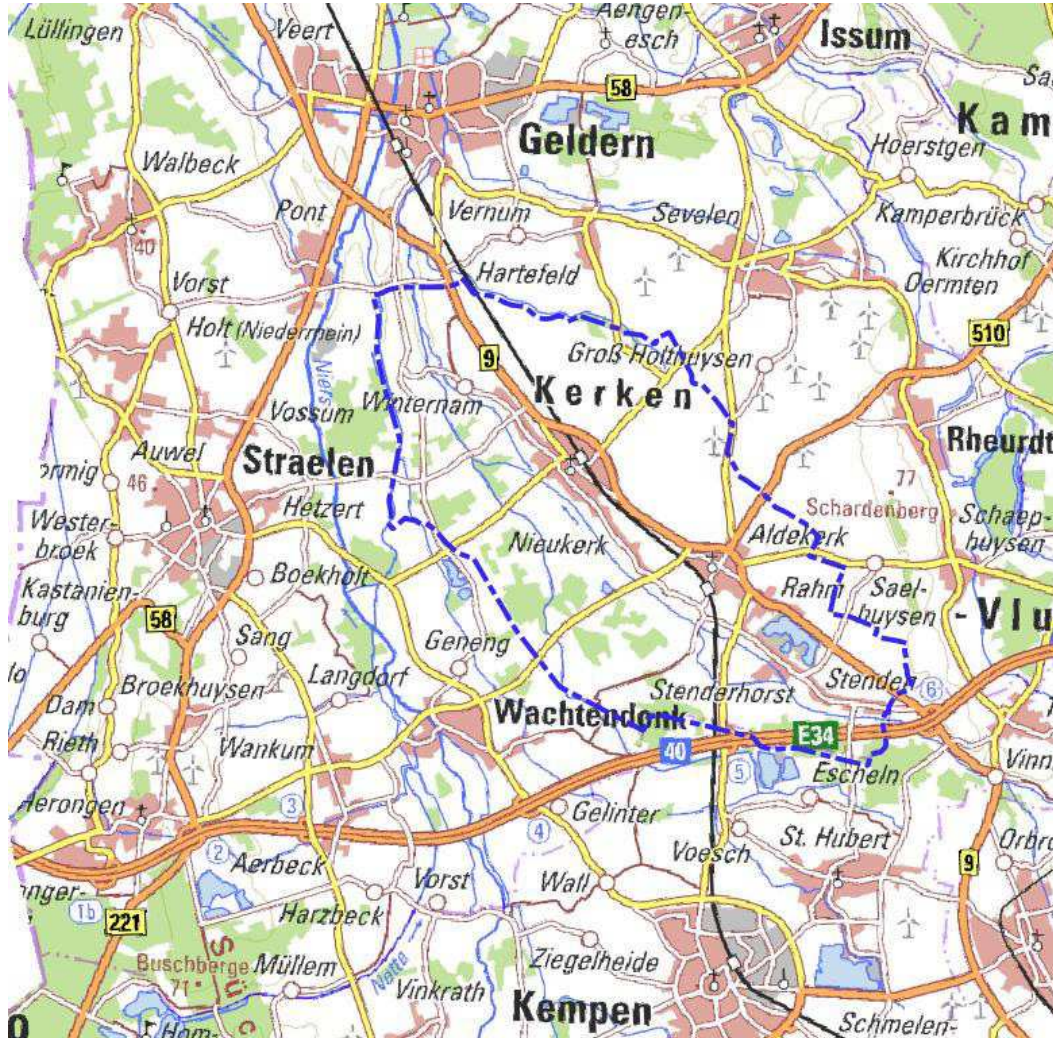 Lüllingen
Veert
Aengen
esch
Issum
58
Geldern
Kam
Hoerstgen
Walbeck
Pont
Vernum
Sevelen
Kamperbrück
40
Kirchhof
Oermten
Vorst
Hartefeld
Holt (Niederrhein)
9
Groß-Holthuysen
510
Niers
Kerken
Winternam
Vossum
Rheurdt
Auwel
Straelen
46
77
Schardenberg
Hetzert
Wester-
broek
Nieukerk
Aldekerk
Schaep-
huysen
Kastanien-
burg
Boekholt
Rahm
Sael-
huysen
- Vlu
58
Sang
Geneng
Langdorf
Stenderhorst
Stenden
6
Dam
Broekhuysen
Wachtendonk
E34
40
Rieth
Wankum
5
Escheln
Vinn
Herongen
3
Gelinter
4
St. Hubert
2
Aerbeck
Voesch
9
Orbro
onger-
1b
221
Harzbeck
Vorst
Wall
Buschberge
71
Müllem
Nette
Ziegelheide
Vinkrath
Kempen
Schmelen-
Hom-